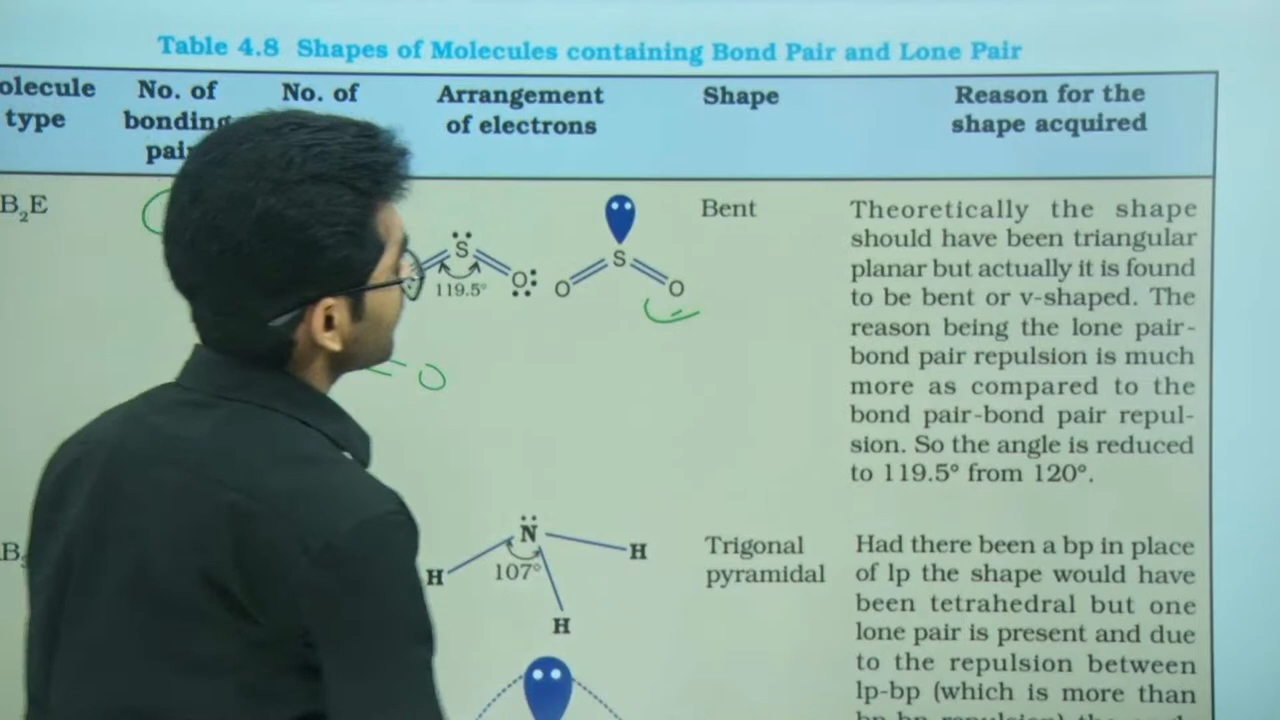 Table 4.8 Shapes of Molecules containing Bond Pair and Lone Pair
olecule No. of No. of Arrangement Shape Reason for the
type bonding of electrons shape acquired
pai
B₂E Bent Theoretically the shape
should have been triangular
planar but actually it is found
to be bent or v-shaped. The
reason being the lone pair-
bond pair repulsion is much
more as compared to the
bond pair-bond pair repul-
sion. So the angle is reduced
to 119.5° from 120°.
S
O:
119.5°
S
O O
O
B
N
H H
107°
H
Trigonal
pyramidal
Had there been a bp in place
of lp the shape would have
been tetrahedral but one
lone pair is present and due
to the repulsion between
lp-bp (which is more than